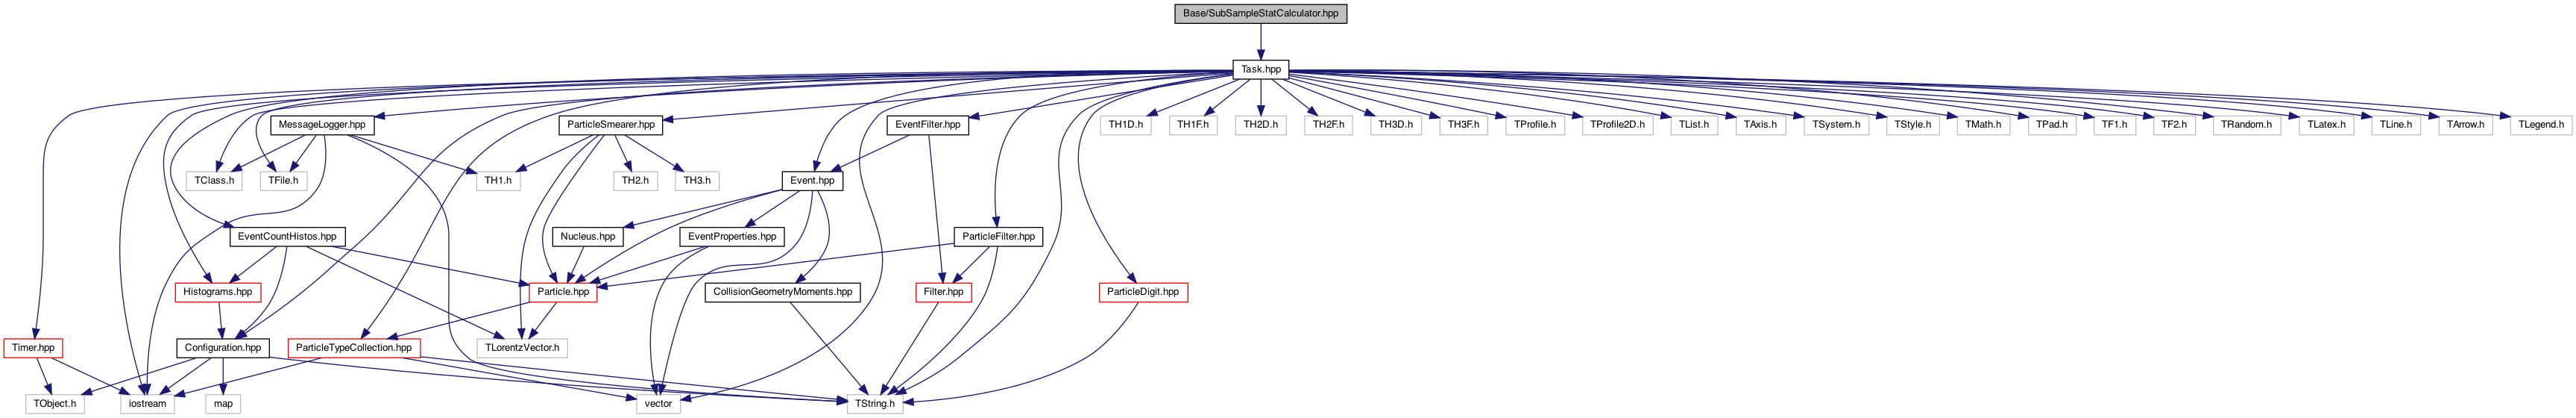 Base/SubSampleStatCalculator.hpp
Task.hpp
MessageLogger.hpp
ParticleSmearer.hpp
EventFilter.hpp
TH1D.h
TH1F.h
TH2D.h
TH2F.h
TH3D.h
TH3F.h
TProfile.h
TProfile2D.h
TList.h
TAxis.h
TSystem.h
TStyle.h
TMath.h
TPad.h
TF1.h
TF2.h
TRandom.h
TLatex.h
TLine.h
TArrow.h
TLegend.h
TClass.h
TFile.h
TH1.h
TH2.h
TH3.h
Event.hpp
EventCountHistos.hpp
Nucleus.hpp
EventProperties.hpp
ParticleFilter.hpp
Histograms.hpp
Particle.hpp
CollisionGeometryMoments.hpp
Filter.hpp
ParticleDigit.hpp
Timer.hpp
Configuration.hpp
ParticleTypeCollection.hpp
TLorentzVector.h
TObject.h
iostream
map
vector
TString.h